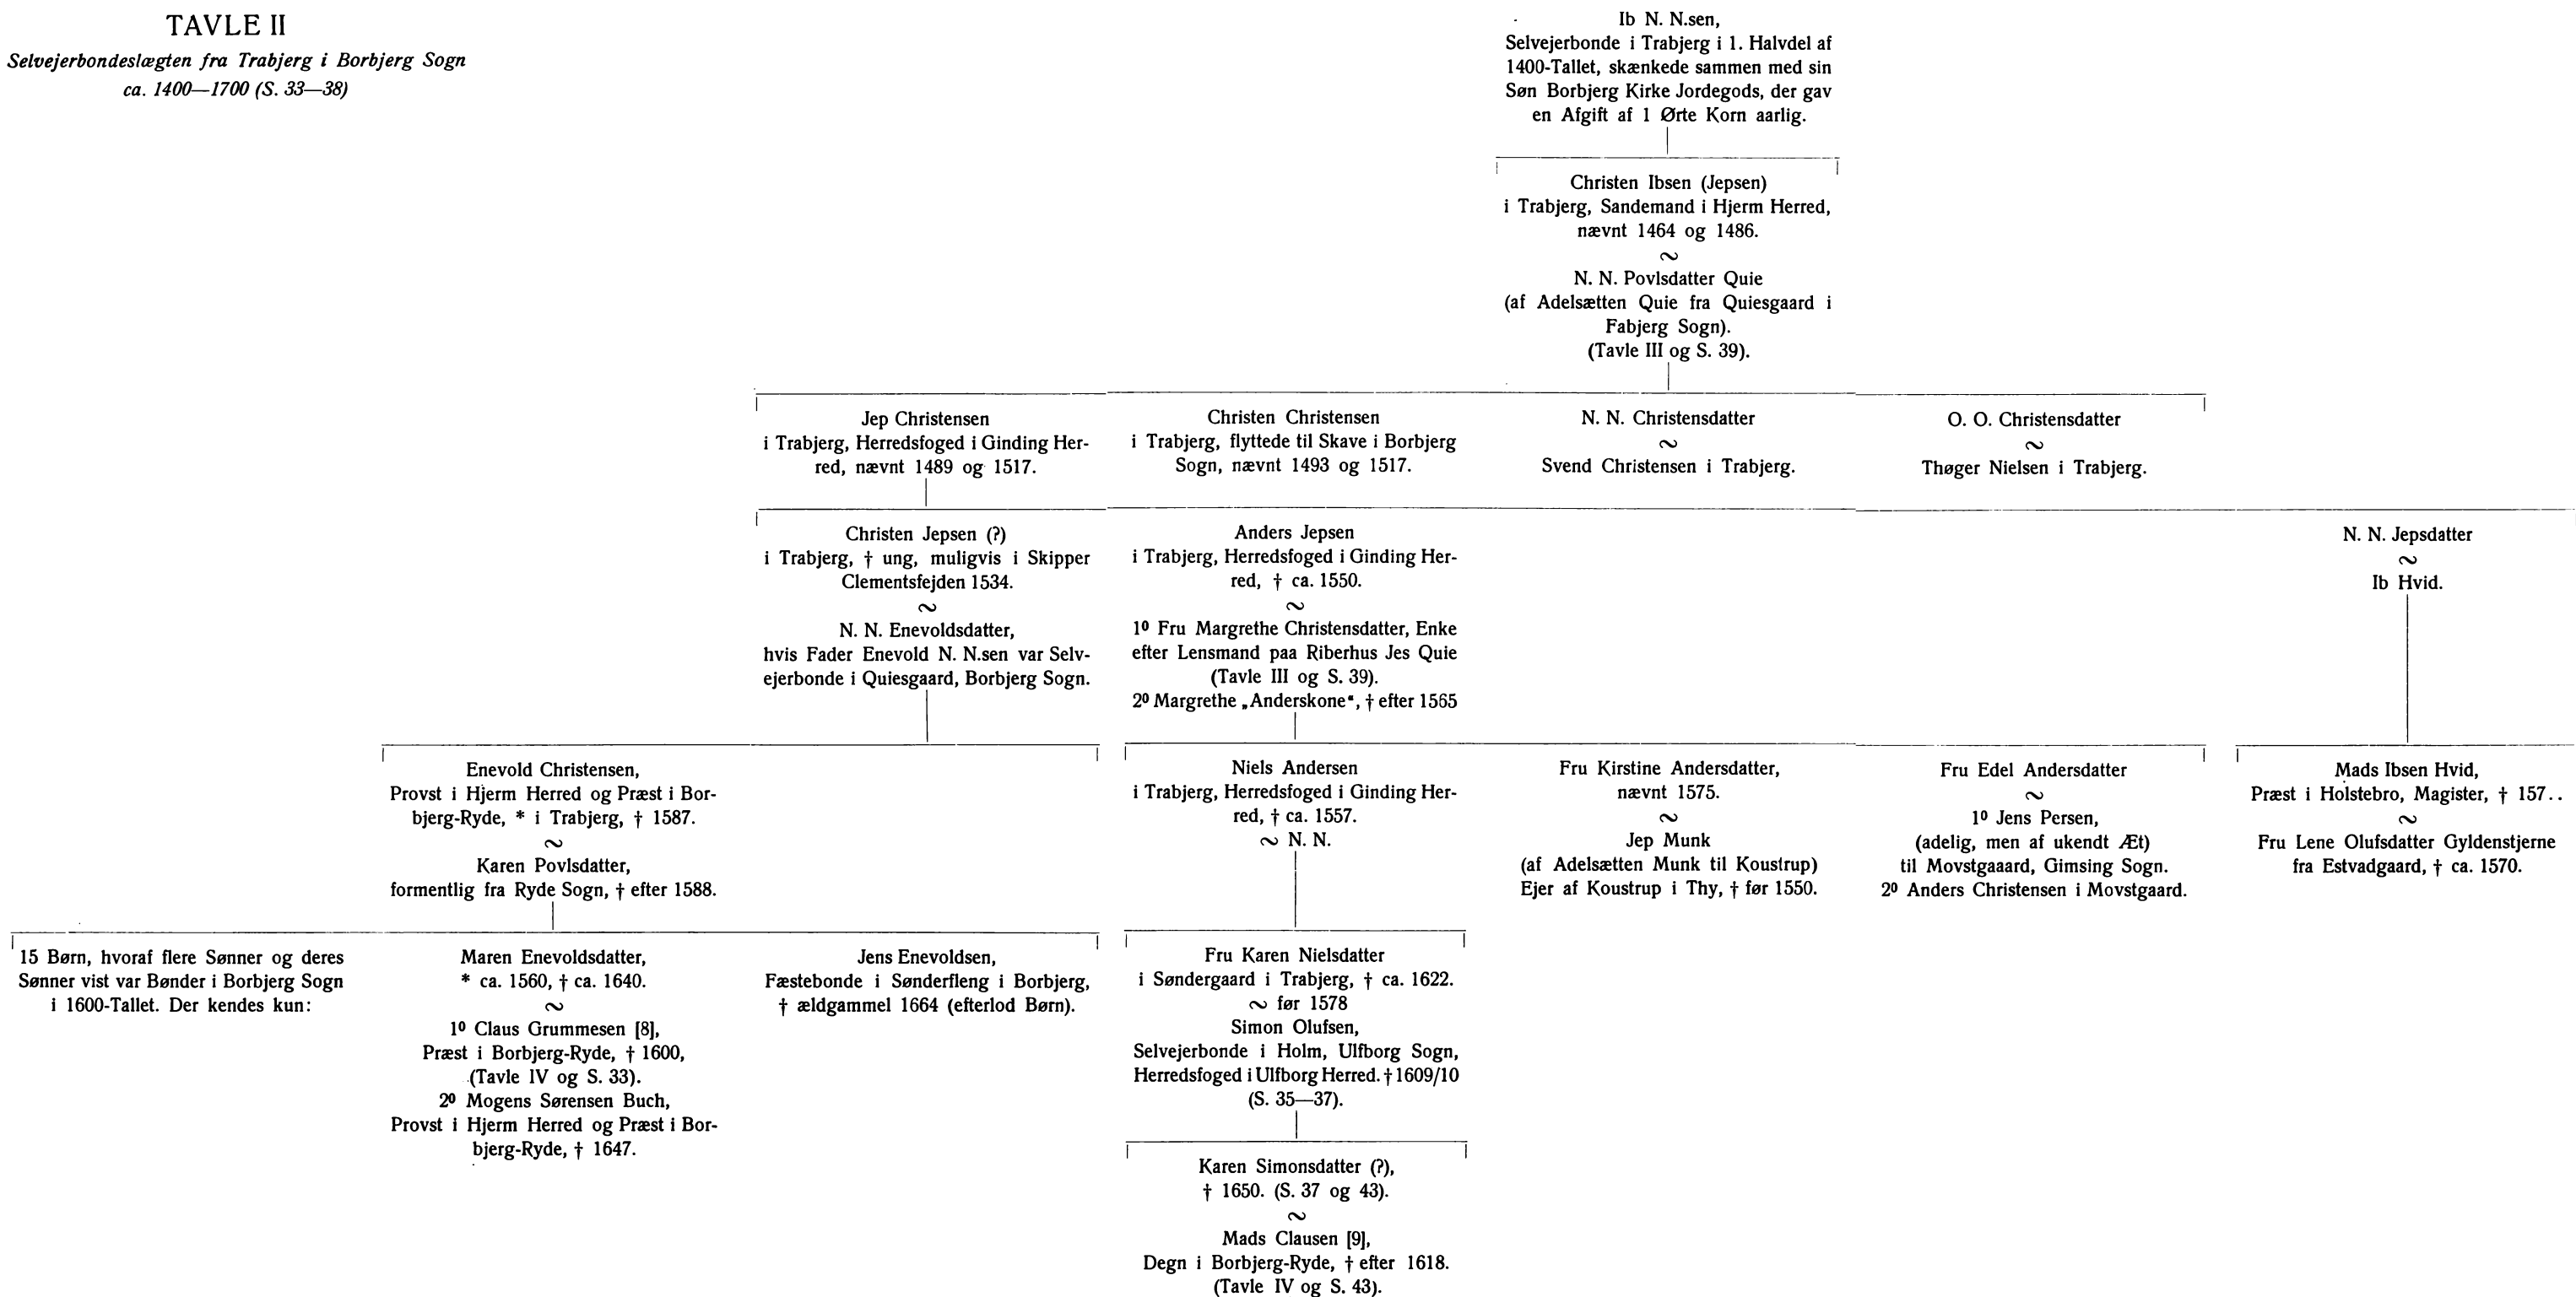 TAVLE II
Selvejerbondeslægten fra Trabjerg i Borbjerg Sogn
ca. 1400—1700 (S. 33—38)
Ib N. N.sen,
Selvejerbonde i Trabjerg i 1. Halvdel af
1400-Tallet, skænkede sammen med sin
Søn Borbjerg Kirke Jordegods, der gav
en Afgift af 1 Ørte Korn aarlig.
Christen Ibsen (Jepsen)
i Trabjerg, Sandemand i Hjerm Herred,
nævnt 1464 og 1486.
~
N. N. Povlsdatter Quie
(af Adelsætten Quie fra Quiesgaard i
Fabjerg Sogn).
(Tavle III og S. 39).
Jep Christensen
i Trabjerg, Herredsfoged i Ginding Her-
red, nævnt 1489 og 1517.
Christen Christensen
i Trabjerg, flyttede til Skave i Borbjerg
Sogn, nævnt 1493 og 1517.
N. N. Christensdatter
~
Svend Christensen i Trabjerg.
O. O. Christensdatter
~
Thøger Nielsen i Trabjerg.
Christen Jepsen (?)
i Trabjerg, † ung, muligvis i Skipper
Clementsfejden 1534.
~
N. N. Enevoldsdatter,
hvis Fader Enevold N. N.sen var Selv-
ejerbonde i Quiesgaard, Borbjerg Sogn.
Anders Jepsen
i Trabjerg, Herredsfoged i Ginding Her-
red, † ca. 1550.
~
1⁰ Fru Margrethe Christensdatter, Enke
efter Lensmand paa Riberhus Jes Quie
(Tavle III og S. 39).
2⁰ Margrethe „Anderskone“, † efter 1565
N. N. Jepsdatter
~
Ib Hvid.
Enevold Christensen,
Provst i Hjerm Herred og Præst i Bor-
bjerg-Ryde, * i Trabjerg, † 1587.
~
Karen Povlsdatter,
formentlig fra Ryde Sogn, † efter 1588.
Niels Andersen
i Trabjerg, Herredsfoged i Ginding Her-
red, † ca. 1557.
~ N. N.
Fru Kirstine Andersdatter,
nævnt 1575.
~
Jep Munk
(af Adelsætten Munk til Koustrup)
Ejer af Koustrup i Thy, † før 1550.
Fru Edel Andersdatter
~
1⁰ Jens Persen,
(adelig, men af ukendt Æt)
til Movstgaaard, Gimsing Sogn.
2⁰ Anders Christensen i Movstgaard.
Mads Ibsen Hvid,
Præst i Holstebro, Magister, † 157..
~
Fru Lene Olufsdatter Gyldenstjerne
fra Estvadgaard, † ca. 1570.
15 Børn, hvoraf flere Sønner og deres
Sønner vist var Bønder i Borbjerg Sogn
i 1600-Tallet. Der kendes kun:
Maren Enevoldsdatter,
* ca. 1560, † ca. 1640.
~
1⁰ Claus Grummesen [8],
Præst i Borbjerg-Ryde, † 1600,
(Tavle IV og S. 33).
2⁰ Mogens Sørensen Buch,
Provst i Hjerm Herred og Præst i Bor-
bjerg-Ryde, † 1647.
Jens Enevoldsen,
Fæstebonde i Sønderfleng i Borbjerg,
† ældgammel 1664 (efterlod Børn).
Fru Karen Nielsdatter
i Søndergaard i Trabjerg, † ca. 1622.
~ før 1578
Simon Olufsen,
Selvejerbonde i Holm, Ulfborg Sogn,
Herredsfoged i Ulfborg Herred. † 1609/10
(S. 35—37).
Karen Simonsdatter (?),
† 1650. (S. 37 og 43).
~
Mads Clausen [9],
Degn i Borbjerg-Ryde, † efter 1618.
(Tavle IV og S. 43).